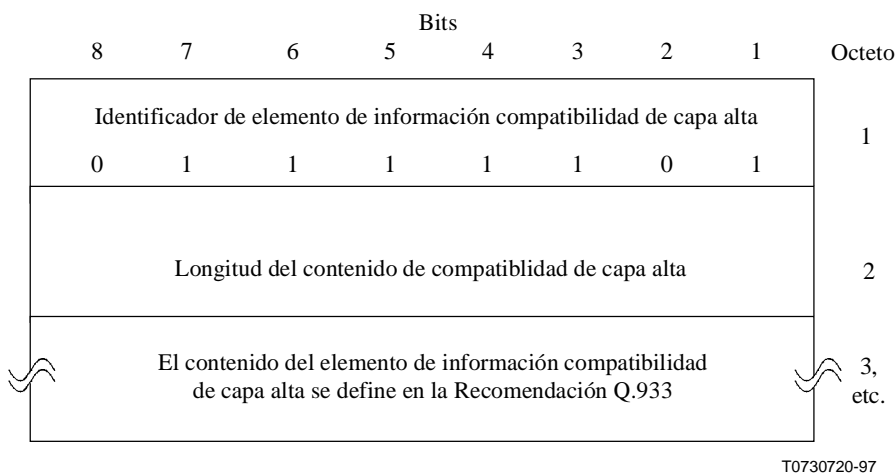 Bits
8 7 6 5 4 3 2 1 Octeto
Identificador de elemento de información compatibilidad de capa alta
1
0 1 1 1 1 1 0 1
Longitud del contenido de compatiblidad de capa alta 2
El contenido del elemento de información compatibilidad 3,
de capa alta se define en la Recomendación Q.933 etc.
T0730720-97